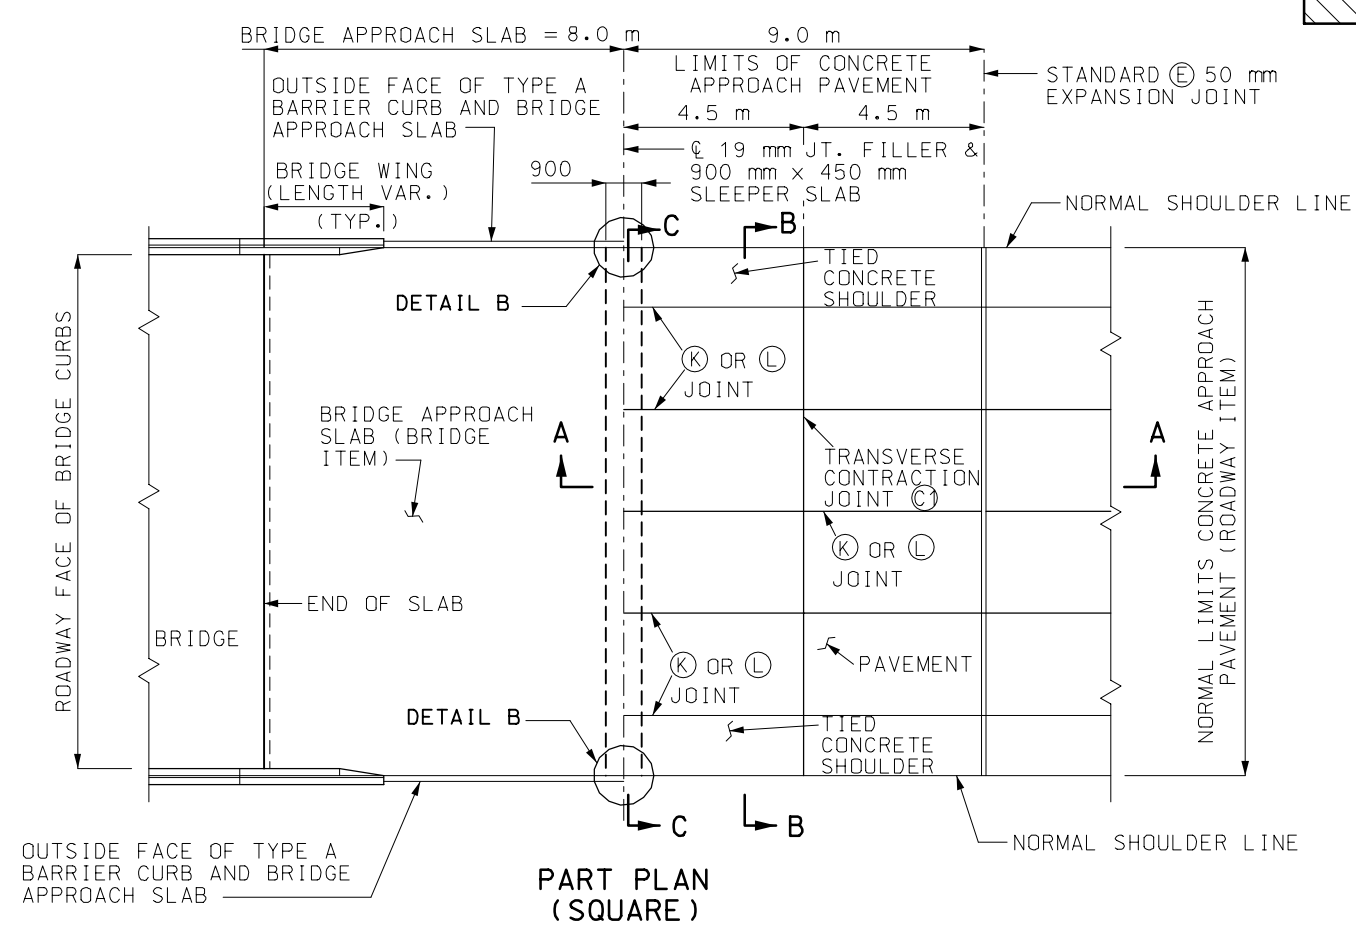 BRIDGE APPROACH SLAB = 8.0 m
9.0 m
LIMITS OF CONCRETE
APPROACH PAVEMENT
STANDARD Ⓔ 50 mm
EXPANSION JOINT
OUTSIDE FACE OF TYPE A
BARRIER CURB AND BRIDGE
APPROACH SLAB
4.5 m
4.5 m
℄ 19 mm JT. FILLER &
900 mm x 450 mm
SLEEPER SLAB
900
BRIDGE WING
(LENGTH VAR.)
(TYP.)
NORMAL SHOULDER LINE
C
B
TIED
CONCRETE
SHOULDER
DETAIL B
Ⓚ OR Ⓛ
JOINT
ROADWAY FACE OF BRIDGE CURBS
NORMAL LIMITS CONCRETE APPROACH
PAVEMENT (ROADWAY ITEM)
BRIDGE APPROACH
SLAB (BRIDGE
ITEM)
A
A
TRANSVERSE
CONTRACTION
JOINT C1
Ⓚ OR Ⓛ
JOINT
END OF SLAB
BRIDGE
Ⓚ OR Ⓛ
JOINT
PAVEMENT
DETAIL B
TIED
CONCRETE
SHOULDER
C
B
NORMAL SHOULDER LINE
OUTSIDE FACE OF TYPE A
BARRIER CURB AND BRIDGE
APPROACH SLAB
PART PLAN
(SQUARE)